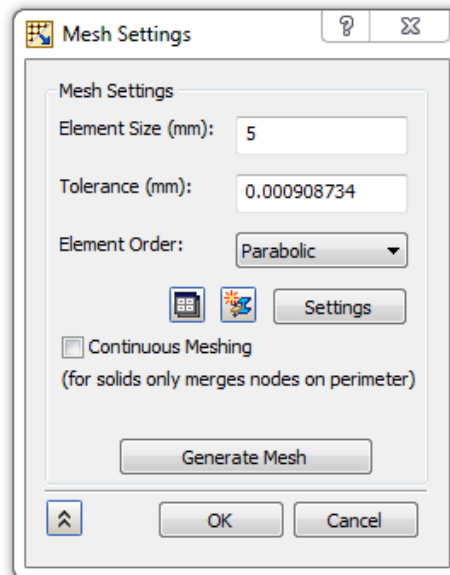 Mesh Settings
Mesh Settings
Element Size (mm): 5
Tolerance (mm): 0.000908734
Element Order: Parabolic
Settings
Continuous Meshing
(for solids only merges nodes on perimeter)
Generate Mesh
OK Cancel